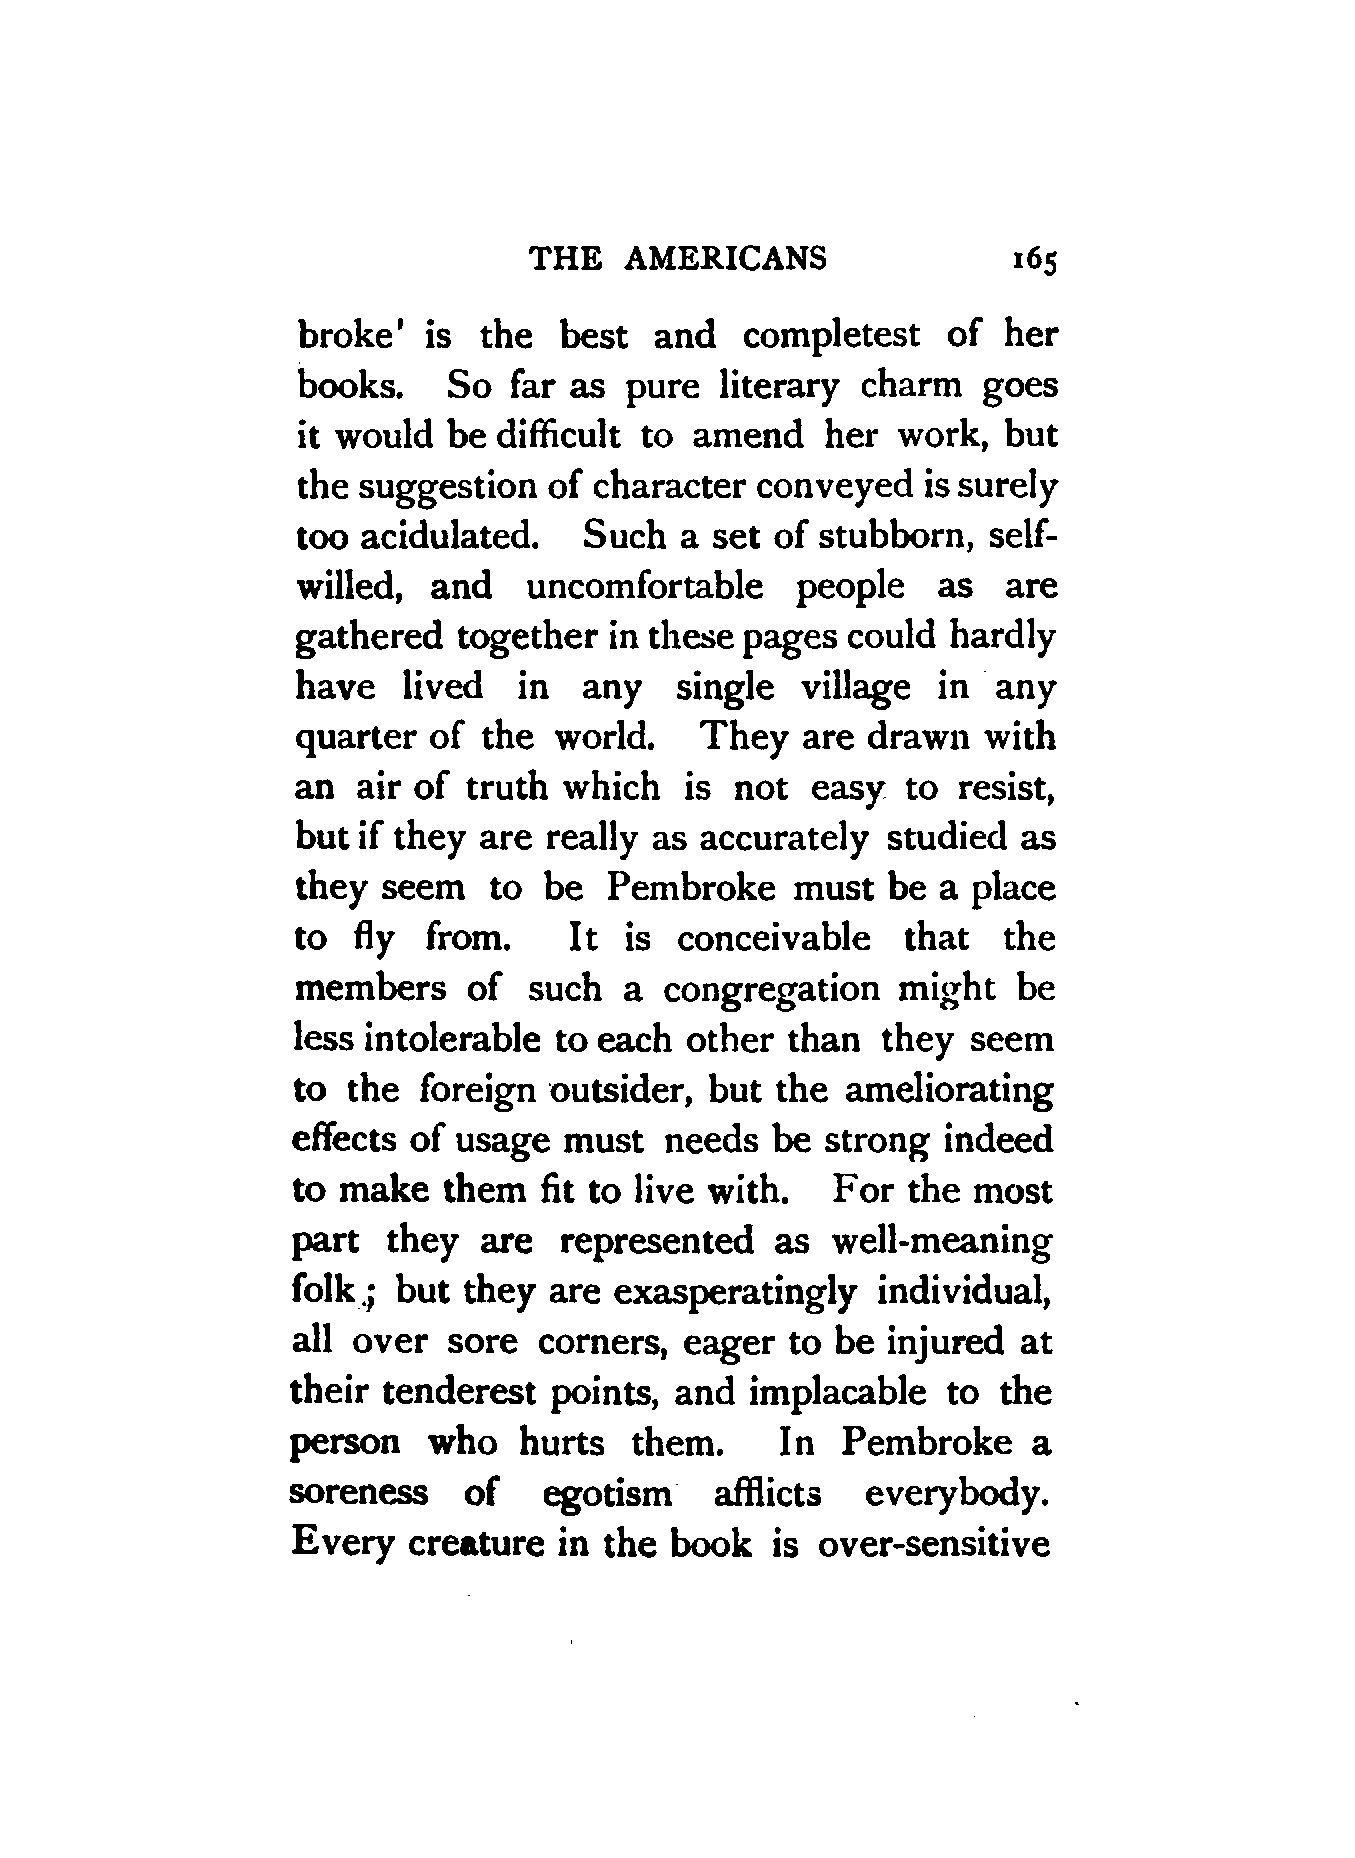 THE AMERICANS 165
broke' is the best and completest of her
books. So far as pure literary charm goes
it would be difficult to amend her work, but
the suggestion of character conveyed is surely
too acidulated. Such a set of stubborn, self-
willed, and uncomfortable people as are
gathered together in these pages could hardly
have lived in any single village in any
quarter of the world. They are drawn with
an air of truth which is not easy to resist,
but if they are really as accurately studied as
they seem to be Pembroke must be a place
to fly from. It is conceivable that the
members of such a congregation might be
less intolerable to each other than they seem
to the foreign outsider, but the ameliorating
effects of usage must needs be strong indeed
to make them fit to live with. For the most
part they are represented as well-meaning
folk; but they are exasperatingly individual,
all over sore corners, eager to be injured at
their tenderest points, and implacable to the
person who hurts them. In Pembroke a
soreness of egotism afflicts everybody.
Every creature in the book is over-sensitive